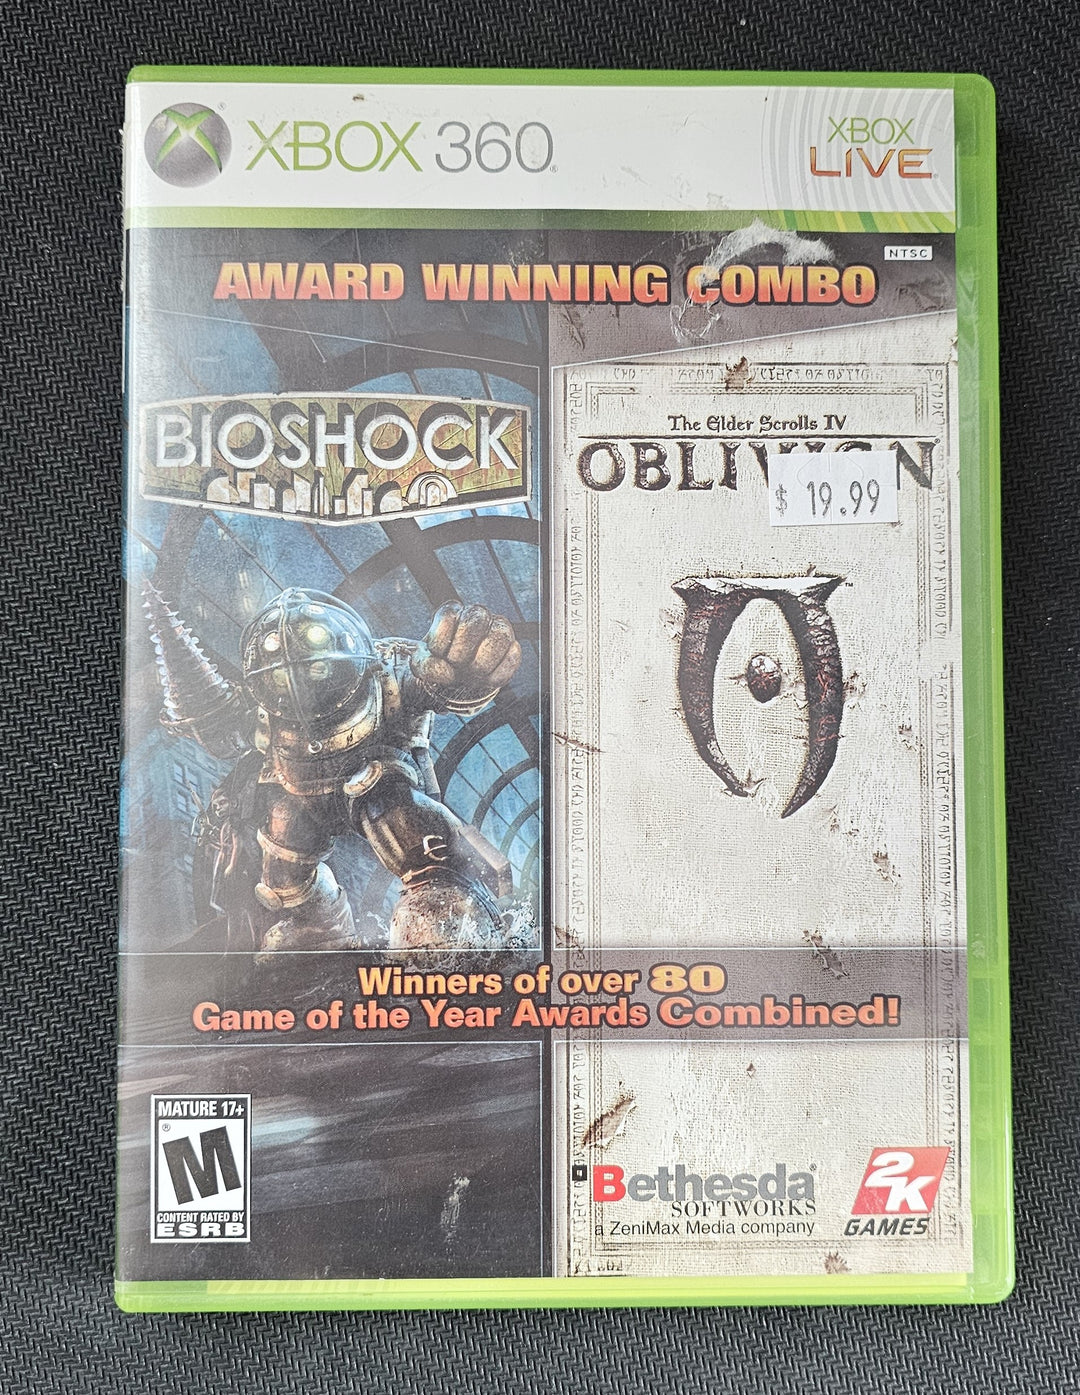 XBOX 360
XBOX
LIVE
NTSC
AWARD WINNING COMBO
BIOSHOCK
The Elder Scrolls IV
OBLIVION
$ 19.99
Winners of over 80
Game of the Year Awards Combined!
MATURE 17+
M
CONTENT RATED BY
ESRB
Bethesda
SOFTWORKS
a ZeniMax Media company
2K
GAMES